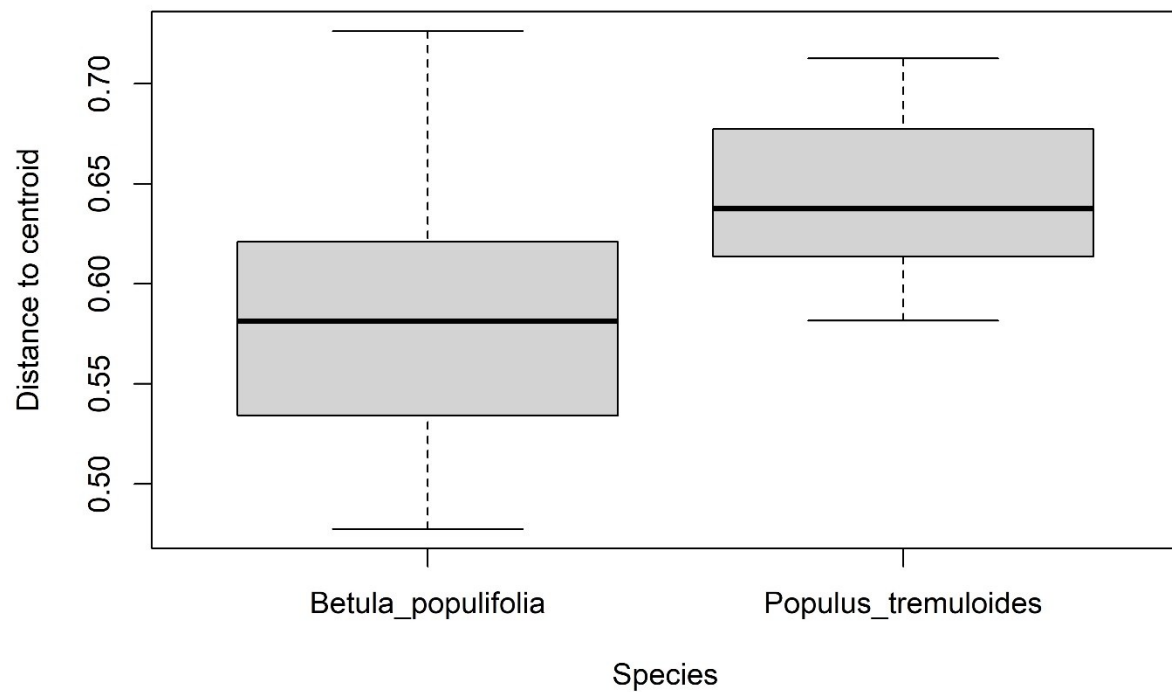 Distance to centroid
0.70
0.65
0.60
0.55
0.50
Betula_populifolia Populus_tremuloides
Species